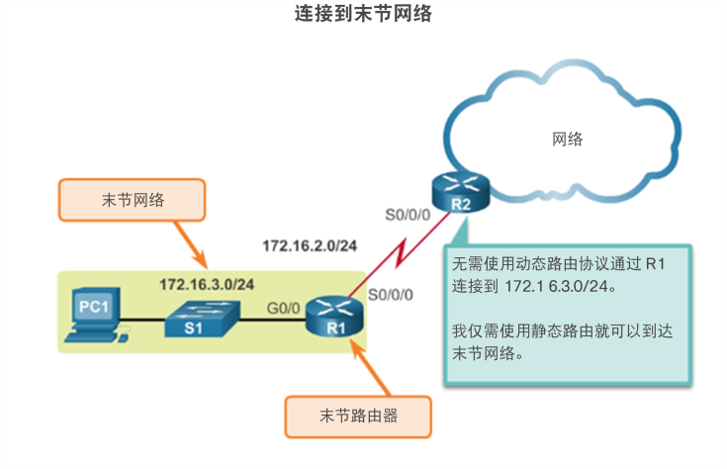 连接到末节网络
网络
末节网络
R2
S0/0/0
172.16.2.0/24
无需使用动态路由协议通过 R1
连接到 172.1 6.3.0/24。
172.16.3.0/24
S0/0/0
PC1
G0/0
S1
R1
我仅需使用静态路由就可以到达
末节网络。
末节路由器